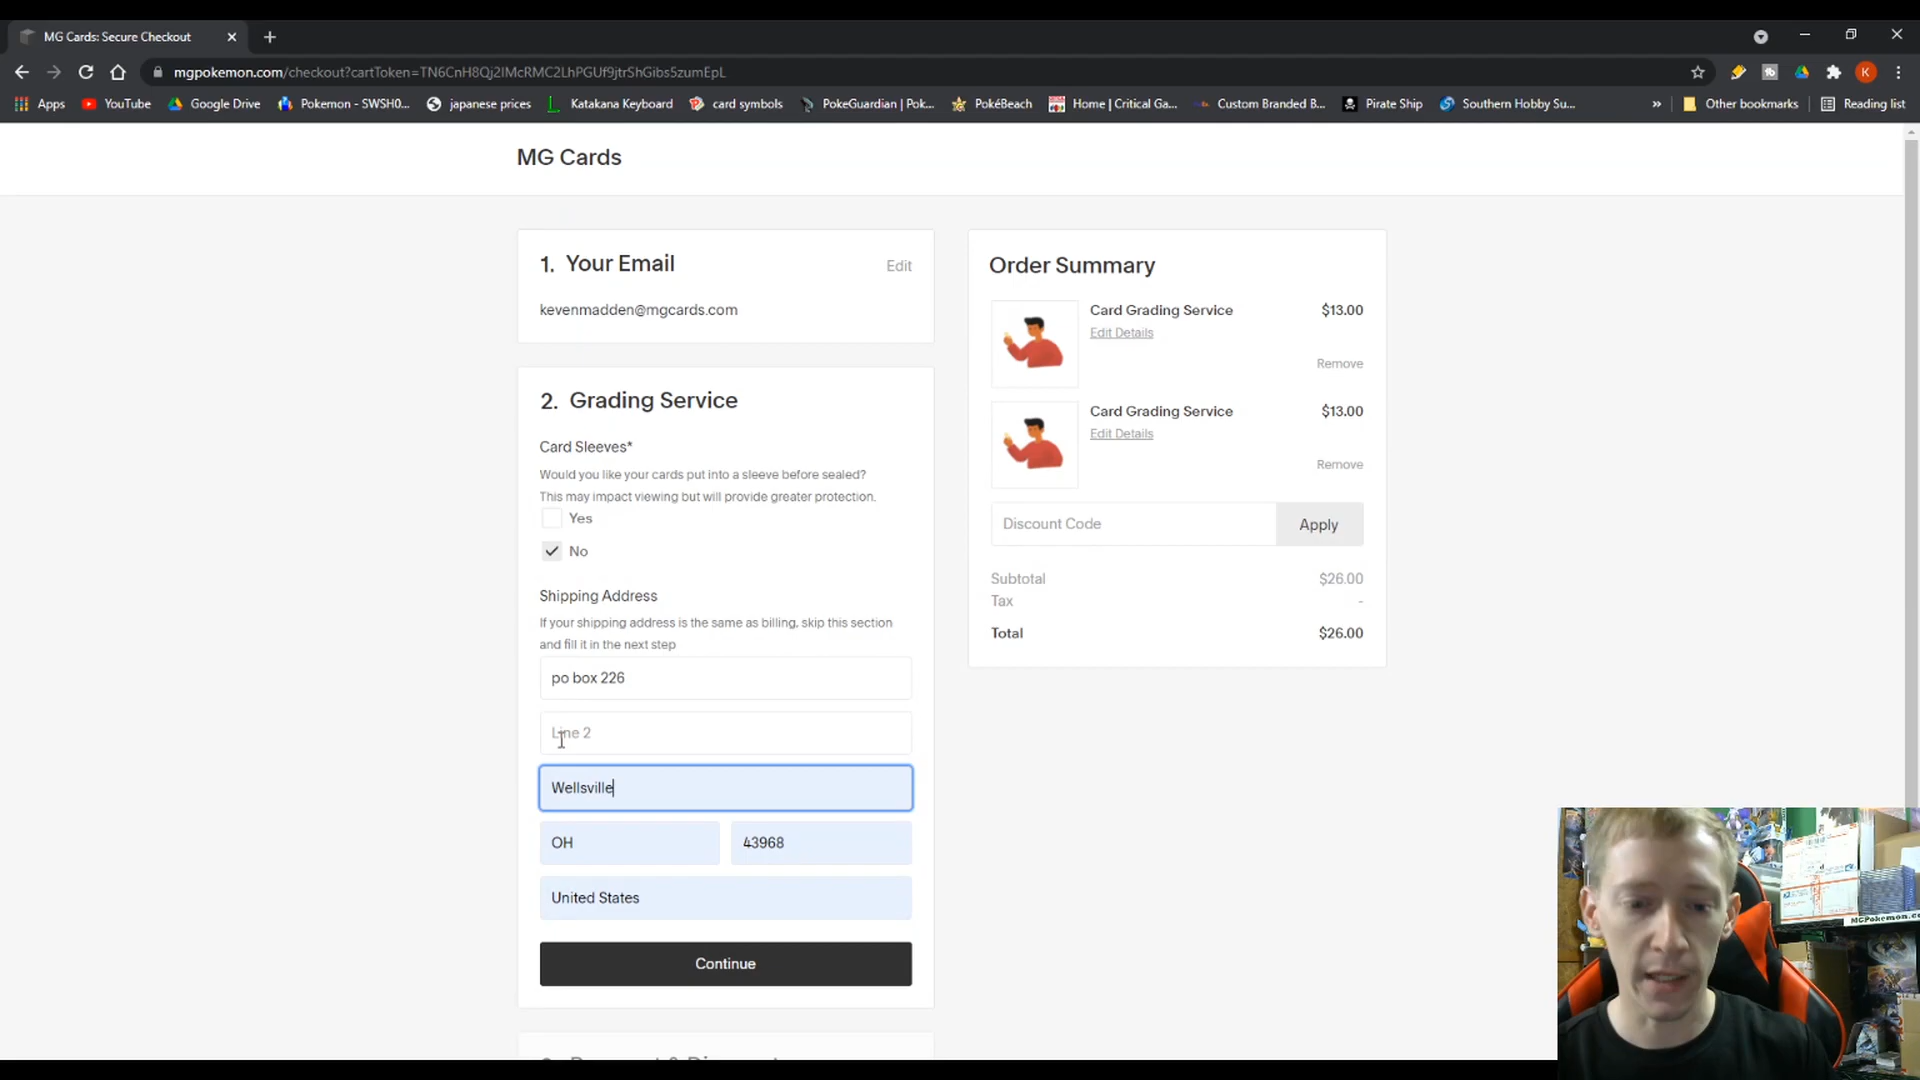 MG Cards: Secure Checkout
mgpokemon.com/checkout?cartToken=TN6CnH8Qj2IMcRMC2LhPGUf9jtrShGibs5zumEpL
K
Apps
YouTube
Google Drive
Pokemon - SWSH0...
japanese prices
Katakana Keyboard
card symbols
PokeGuardian | Pok...
PokéBeach
Home | Critical Ga...
Custom Branded B...
Pirate Ship
Southern Hobby Su...
»
Other bookmarks
Reading list
MG Cards
1. Your Email
Edit
kevenmadden@mgcards.com
2. Grading Service
Card Sleeves*
Would you like your cards put into a sleeve before sealed?
This may impact viewing but will provide greater protection.
Yes
No
Shipping Address
If your shipping address is the same as billing, skip this section
and fill it in the next step
po box 226
Line 2
Wellsville
OH
43968
United States
Continue
Order Summary
Card Grading Service
$13.00
Edit Details
Remove
Card Grading Service
$13.00
Edit Details
Remove
Discount Code
Apply
Subtotal
$26.00
Tax
-
Total
$26.00
MGPokemon.c